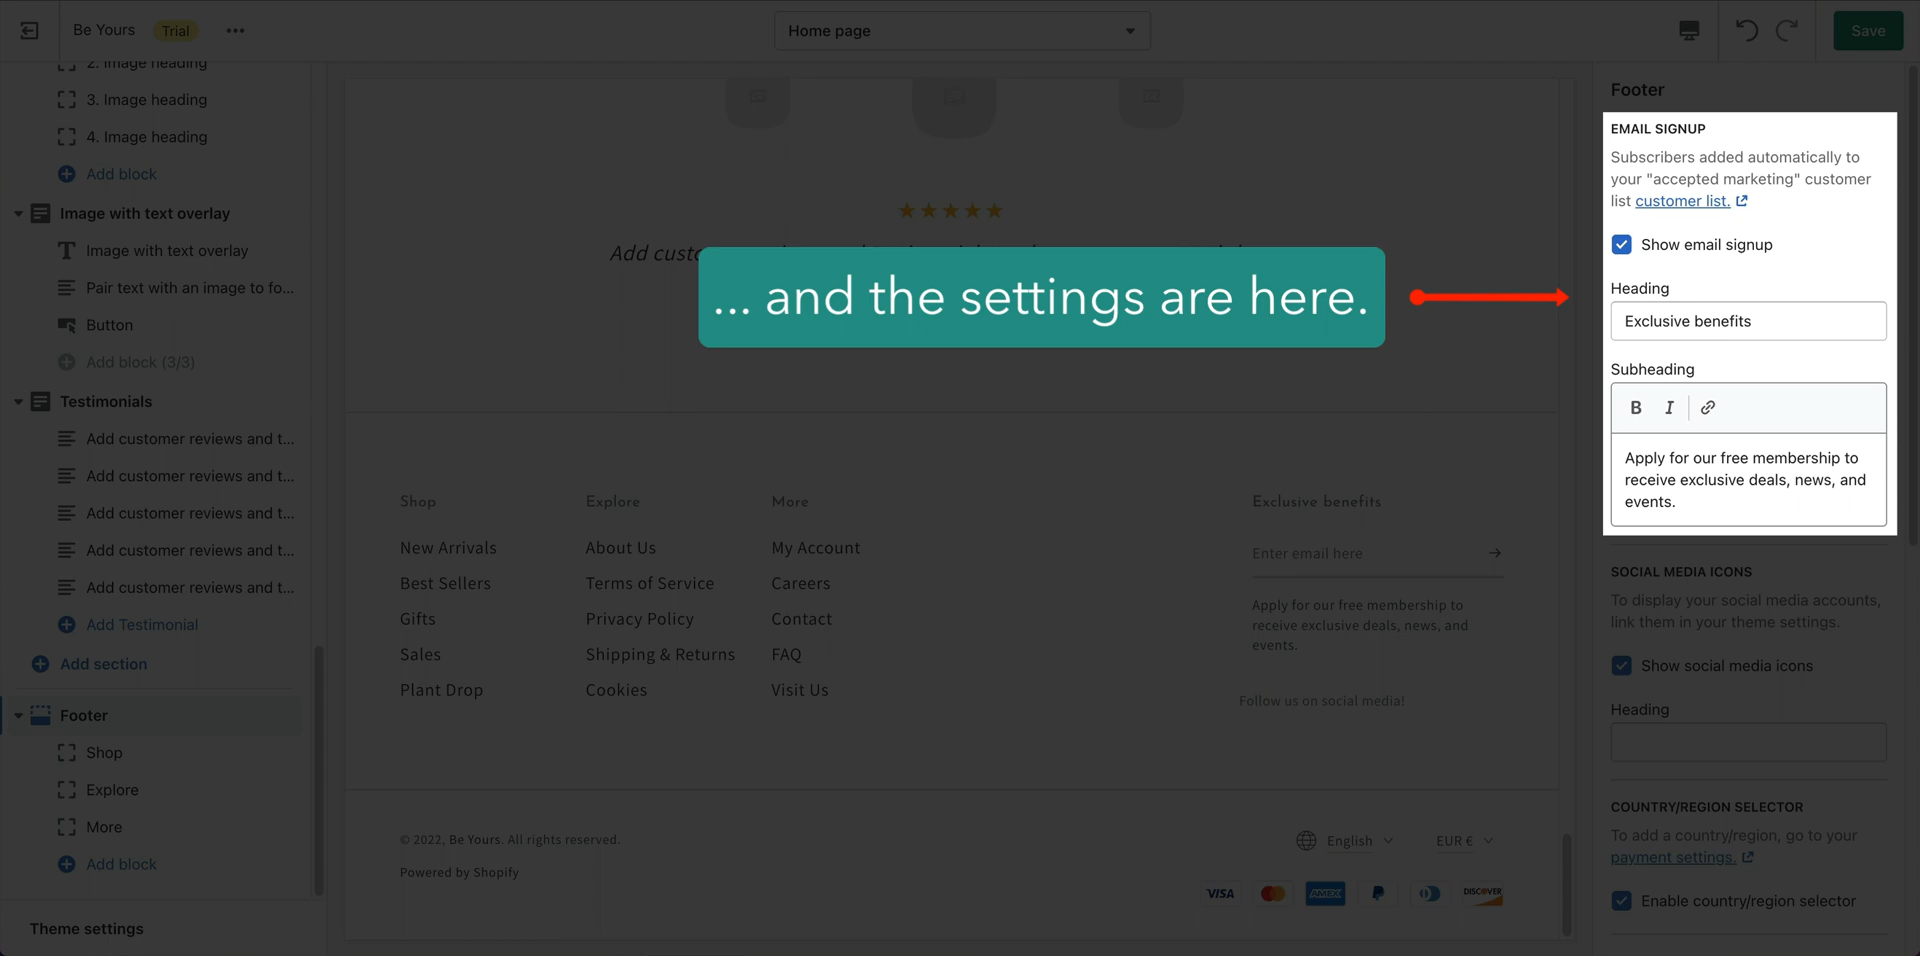 Be Yours
Trial
Home page
Save
2. Image heading
3. Image heading
4. Image heading
Add block
Image with text overlay
Image with text overlay
Pair text with an image to fo...
Button
Add block (3/3)
Testimonials
Add customer reviews and t...
Add customer reviews and t...
Add customer reviews and t...
Add customer reviews and t...
Add customer reviews and t...
Add Testimonial
Add section
Footer
Shop
Explore
More
Add block
Theme settings
Add custo
... and the settings are here.
Shop
New Arrivals
Best Sellers
Gifts
Sales
Plant Drop
Explore
About Us
Terms of Service
Privacy Policy
Shipping & Returns
Cookies
More
My Account
Careers
Contact
FAQ
Visit Us
Exclusive benefits
Enter email here
Apply for our free membership to
receive exclusive deals, news, and
events.
Follow us on social media!
© 2022, Be Yours. All rights reserved.
Powered by Shopify
English
EUR €
VISA
AMEX
DISCOVER
Footer
EMAIL SIGNUP
Subscribers added automatically to
your "accepted marketing" customer
list customer list.
Show email signup
Heading
Exclusive benefits
Subheading
B I
Apply for our free membership to
receive exclusive deals, news, and
events.
SOCIAL MEDIA ICONS
To display your social media accounts,
link them in your theme settings.
Show social media icons
Heading
COUNTRY/REGION SELECTOR
To add a country/region, go to your
payment settings.
Enable country/region selector